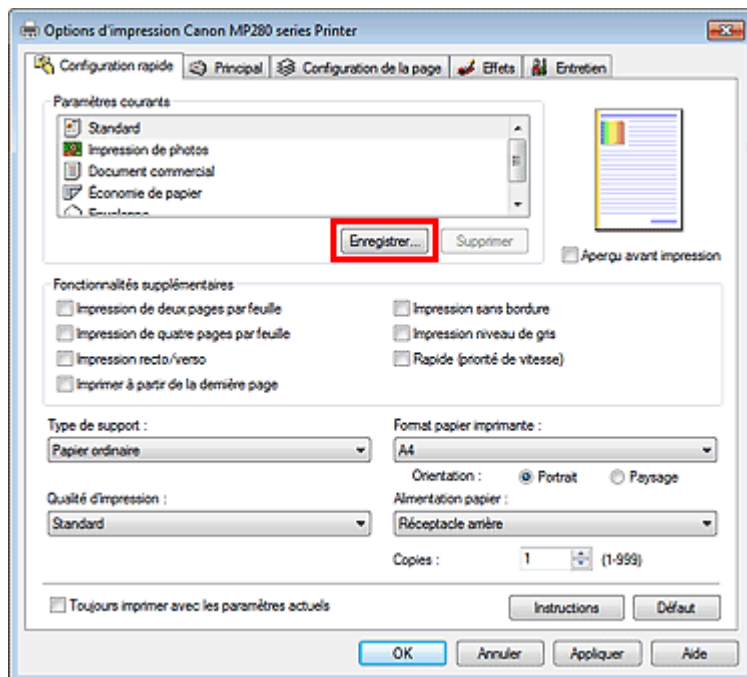 Options d'impression Canon MP280 series Printer
Configuration rapide
Principal
Configuration de la page
Effets
Entretien
Paramètres courants
Standard
Impression de photos
Document commercial
Économie de papier
Enregistrer...
Supprimer
Aperçu avant impression
Fonctionnalités supplémentaires
Impression de deux pages par feuille
Impression sans bordure
Impression de quatre pages par feuille
Impression niveau de gris
Impression recto/verso
Rapide (priorité de vitesse)
Imprimer à partir de la dernière page
Type de support :
Format papier imprimante :
Papier ordinaire
A4
Orientation :
Portrait
Paysage
Qualité d'impression :
Alimentation papier :
Standard
Réceptacle arrière
Copies :
1
(1-999)
Toujours imprimer avec les paramètres actuels
Instructions
Défaut
OK
Annuler
Appliquer
Aide